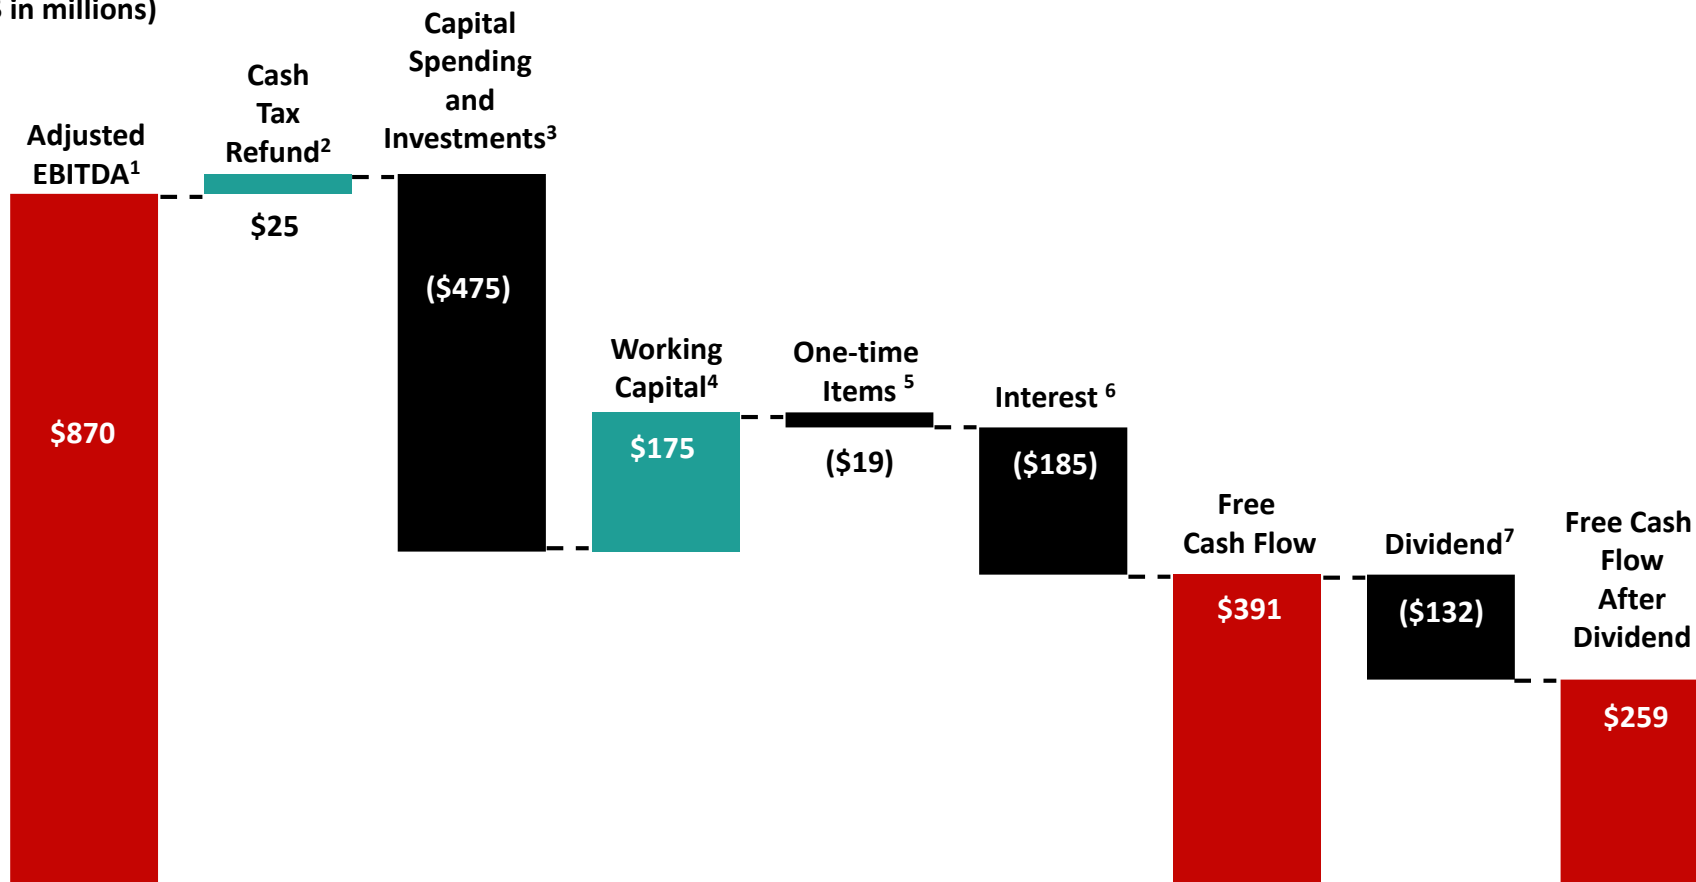 in millions)
Adjusted
EBITDA¹
$870
Cash
Tax
Refund²
$25
Capital
Spending
and
Investments³
($475)
Working
Capital⁴
$175
One-time
Items ⁵
($19)
Interest ⁶
($185)
Free
Cash Flow
$391
Dividend⁷
($132)
Free Cash
Flow
After
Dividend
$259